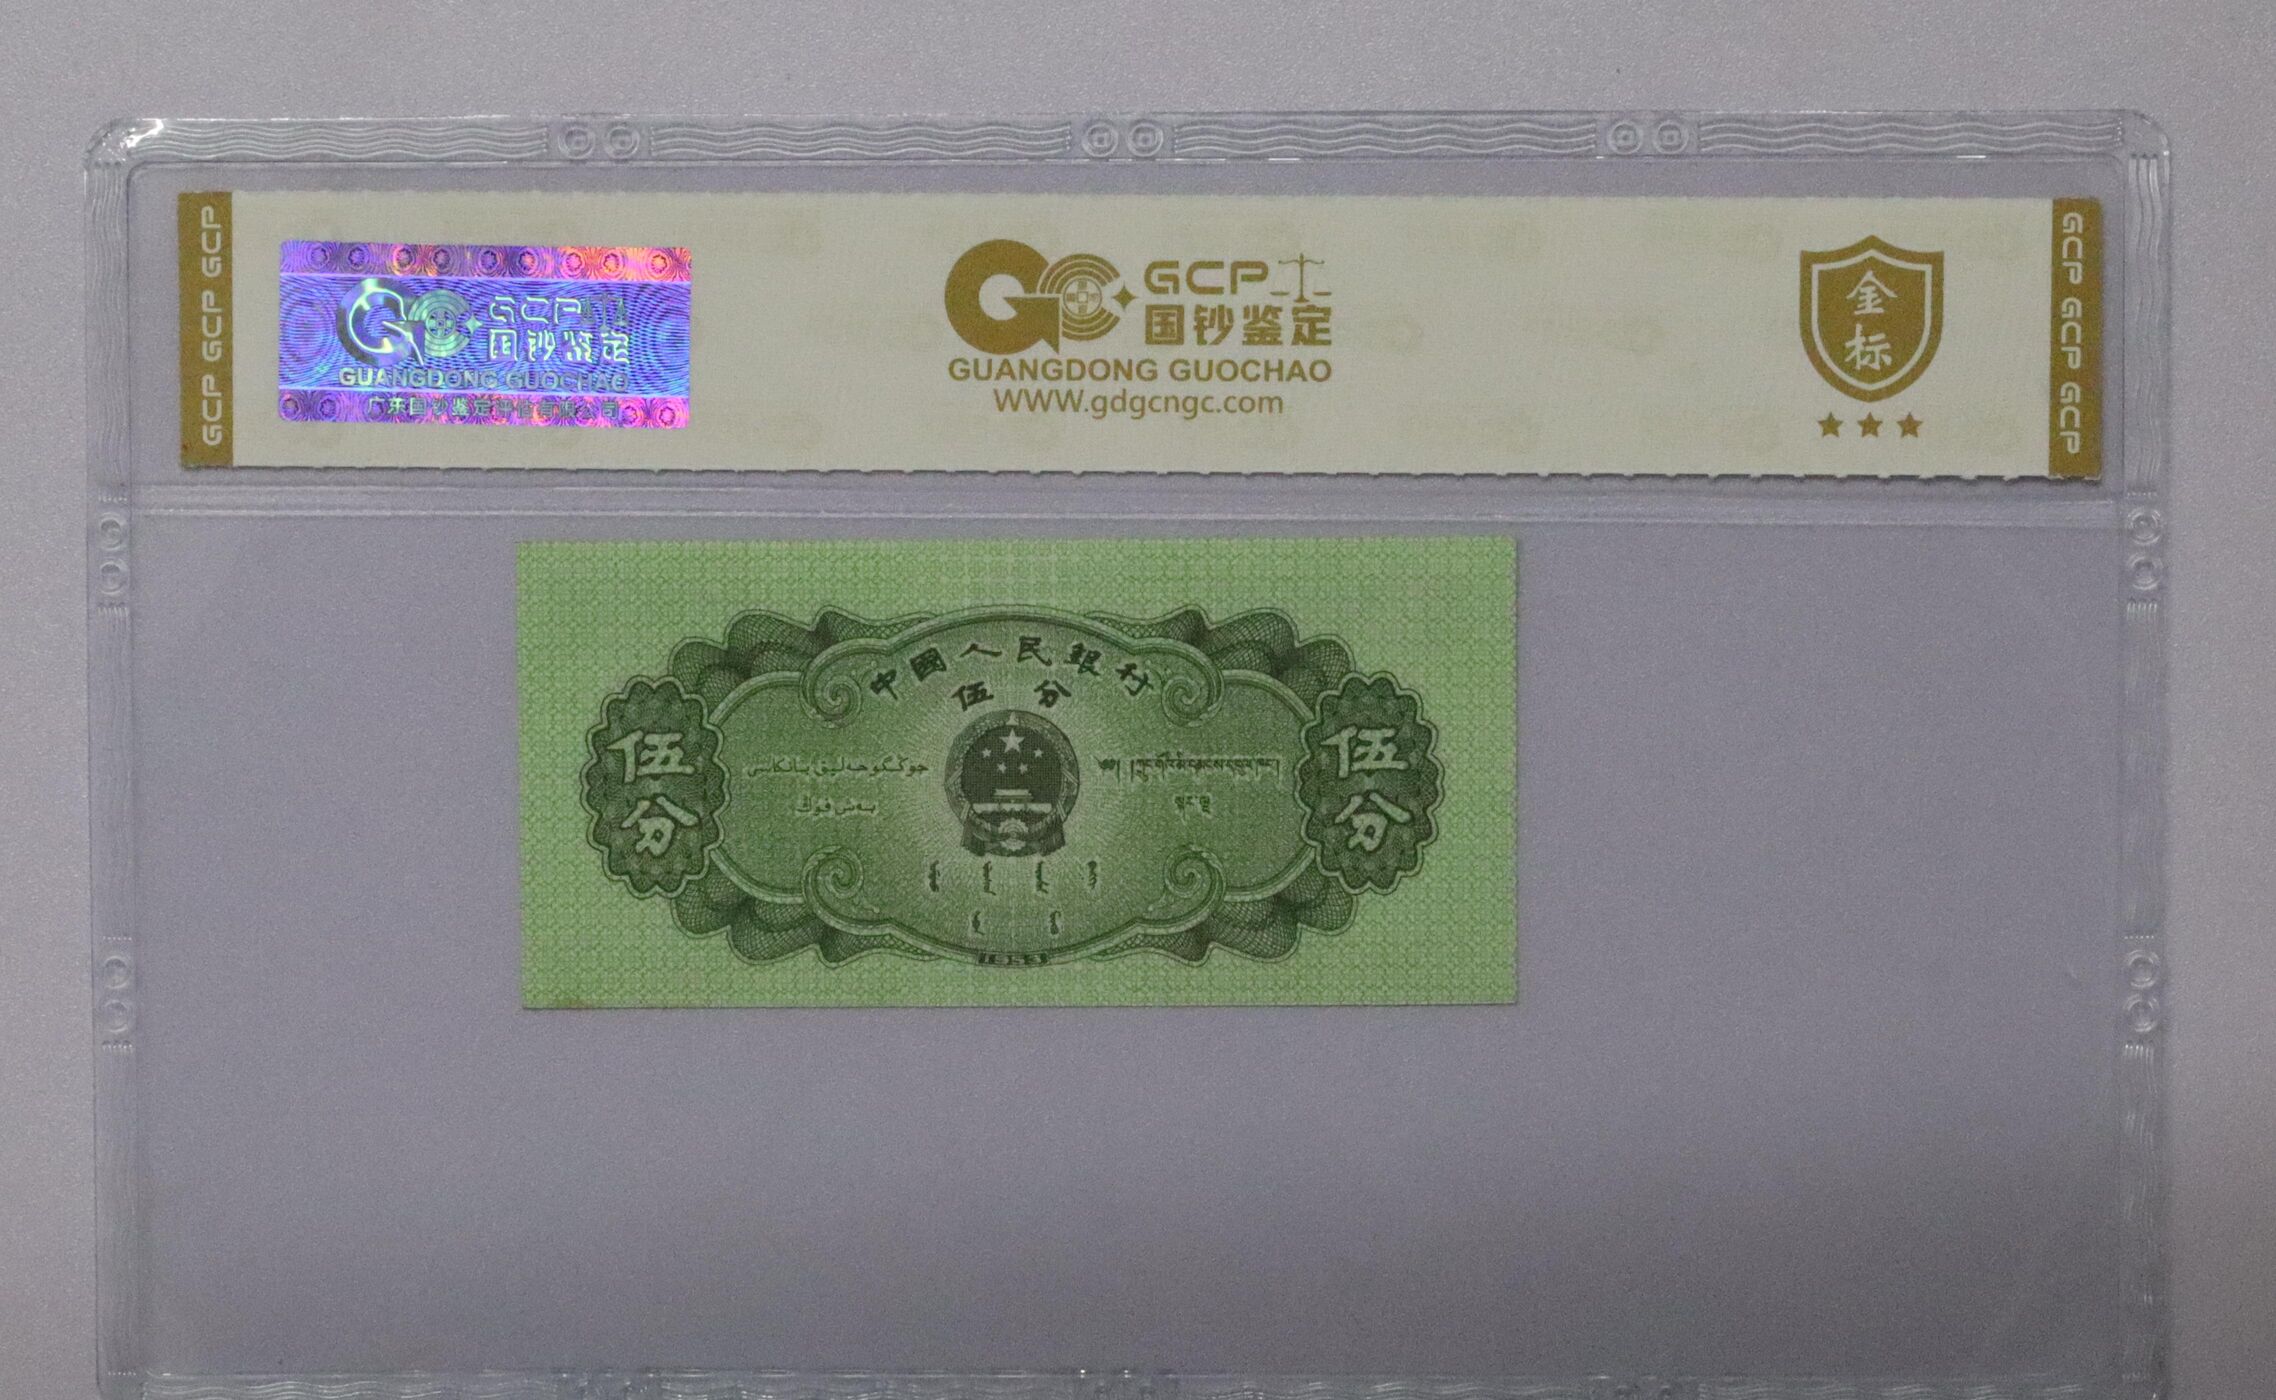 GCP GCP GCP
GCP
国钞鉴定
GUANGDONG GUOCHAO
广东国钞鉴定评估有限公司
GCP
国钞鉴定
GUANGDONG GUOCHAO
WWW.gdgcngc.com
金
标
GCP GCP GCP
中國人民銀行
伍分
伍
分
伍
分
1953